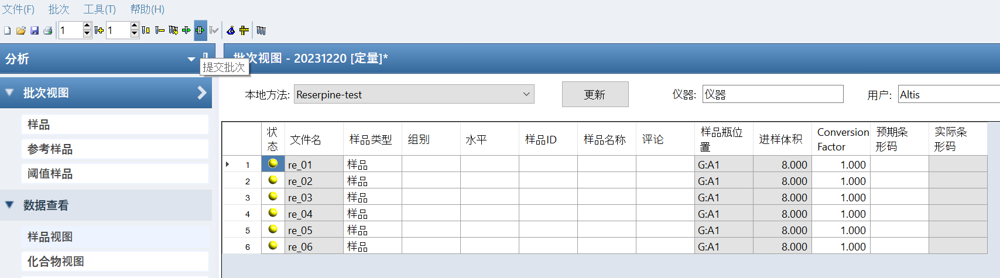 文件(F) 批次 工具(T) 帮助(H)
1 1
分析
提交批次
批次视图 - 20231220 [定量]*
批次视图
样品
参考样品
阈值样品
数据查看
样品视图
化合物视图
本地方法: Reserpine-test 更新 仪器: 仪器 用户: Altis
状态 文件名 样品类型 组别 水平 样品ID 样品名称 评论 样品瓶位置 进样体积 Conversion Factor 预期条形码 实际条形码
1 re_01 样品 G:A1 8.000 1.000
2 re_02 样品 G:A1 8.000 1.000
3 re_03 样品 G:A1 8.000 1.000
4 re_04 样品 G:A1 8.000 1.000
5 re_05 样品 G:A1 8.000 1.000
6 re_06 样品 G:A1 8.000 1.000